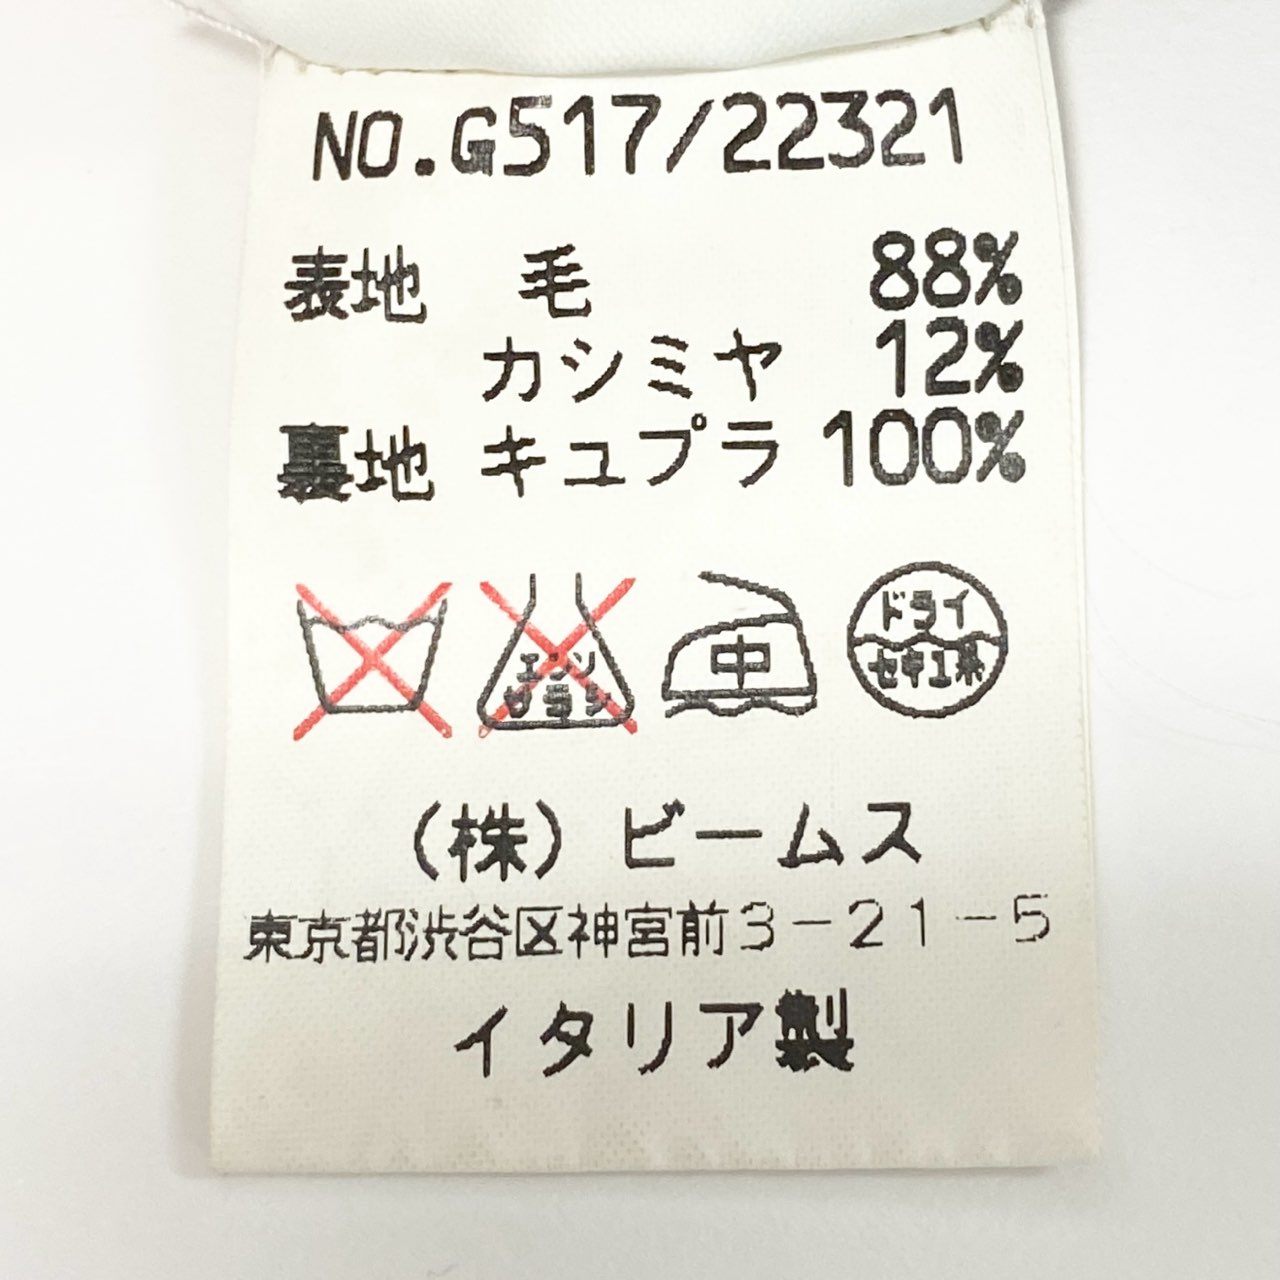 NO.G517/22321
表地 毛 88%
カシミヤ 12%
裏地 キュプラ 100%
エンソ
サラシ
中
ドライ
セキユ系
(株)ビームス
東京都渋谷区神宮前3-21-5
イタリア製